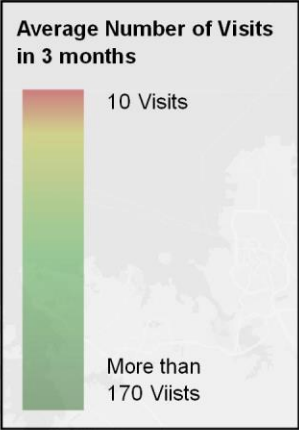 Average Number of Visits
in 3 months
10 Visits
More than
170 Viists